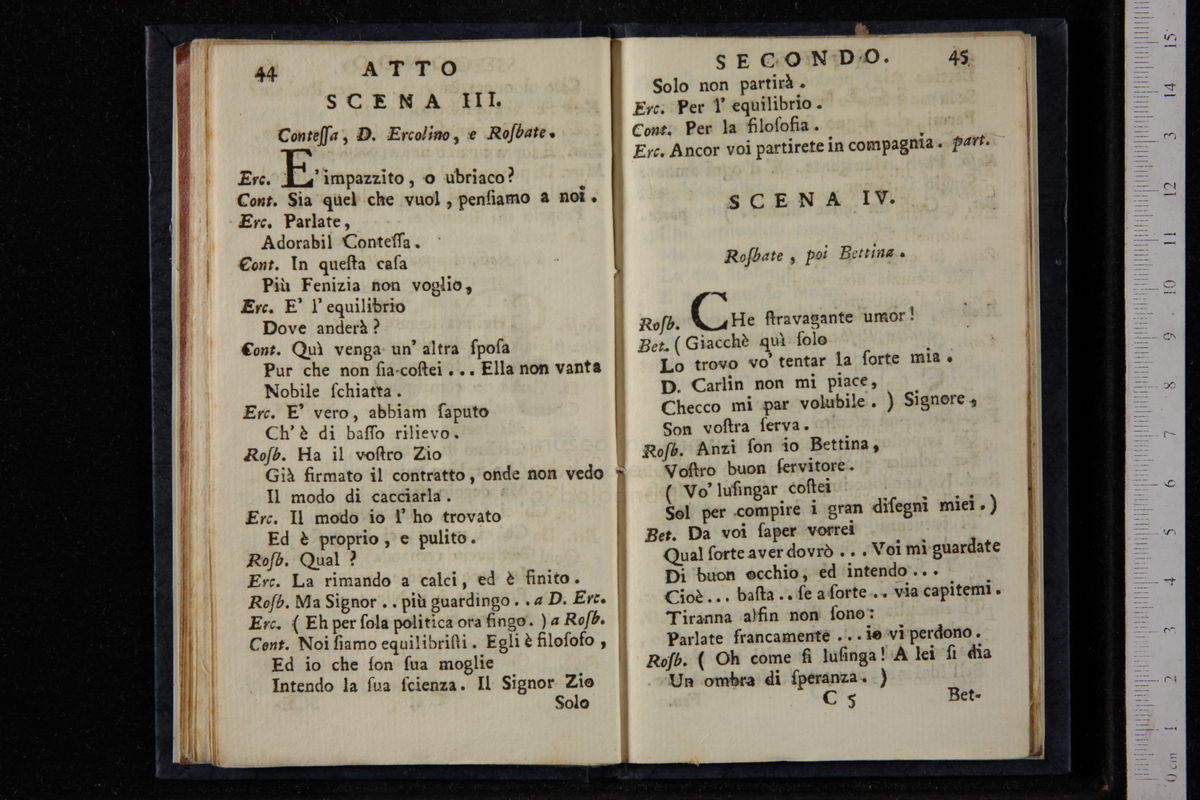 44 ATTO
SCENA III.
Conteſſa, D. Ercolino, e Roſbate.
Erc. E' impazzito, o ubriaco?
Cont. Sia quel che vuol, penſiamo a noi.
Erc. Parlate,
Adorabil Conteſſa.
Cont. In queſta caſa
Più Fenizia non voglio,
Erc. E' l' equilibrio
Dove anderà?
Cont. Quì venga un' altra ſpoſa
Pur che non ſia coſtei ... Ella non vanta
Nobile ſchiatta.
Erc. E' vero, abbiam ſaputo
Ch' è di baſſo rilievo.
Roſb. Ha il voſtro Zio
Già firmato il contratto, onde non vedo
Il modo di cacciarla.
Erc. Il modo io l' ho trovato
Ed è proprio, e pulito.
Roſb. Qual?
Erc. La rimando a calci, ed è finito.
Roſb. Ma Signor .. più guardingo .. a D. Erc.
Erc. (Eh per ſola politica ora fingo.) a Roſb.
Cont. Noi ſiamo equilibriſti. Egli è filoſofo,
Ed io che ſon ſua moglie
Intendo la ſua ſcienza. Il Signor Zio
Solo
SECONDO. 45
Solo non partirà.
Erc. Per l' equilibrio.
Cont. Per la filoſofia.
Erc. Ancor voi partirete in compagnia. part.
SCENA IV.
Roſbate, poi Bettina.
Roſb. CHe ſtravagante umor!
Bet. (Giacchè quì ſolo
Lo trovo vo' tentar la ſorte mia.
D. Carlin non mi piace,
Checco mi par volubile.) Signore,
Son voſtra ſerva.
Roſb. Anzi ſon io Bettina,
Voſtro buon ſervitore.
(Vo' luſingar coſtei
Sol per compire i gran diſegni miei.)
Bet. Da voi ſaper vorrei
Qual ſorte aver dovrò ... Voi mi guardate
Di buon occhio, ed intendo ...
Cioè ... baſta .. ſe a ſorte .. via capitemi.
Tiranna alfin non ſono:
Parlate francamente ... io vi perdono.
Roſb. (Oh come ſi luſinga! A lei ſi dia
Un ombra di ſperanza.)
C 5 Bet-